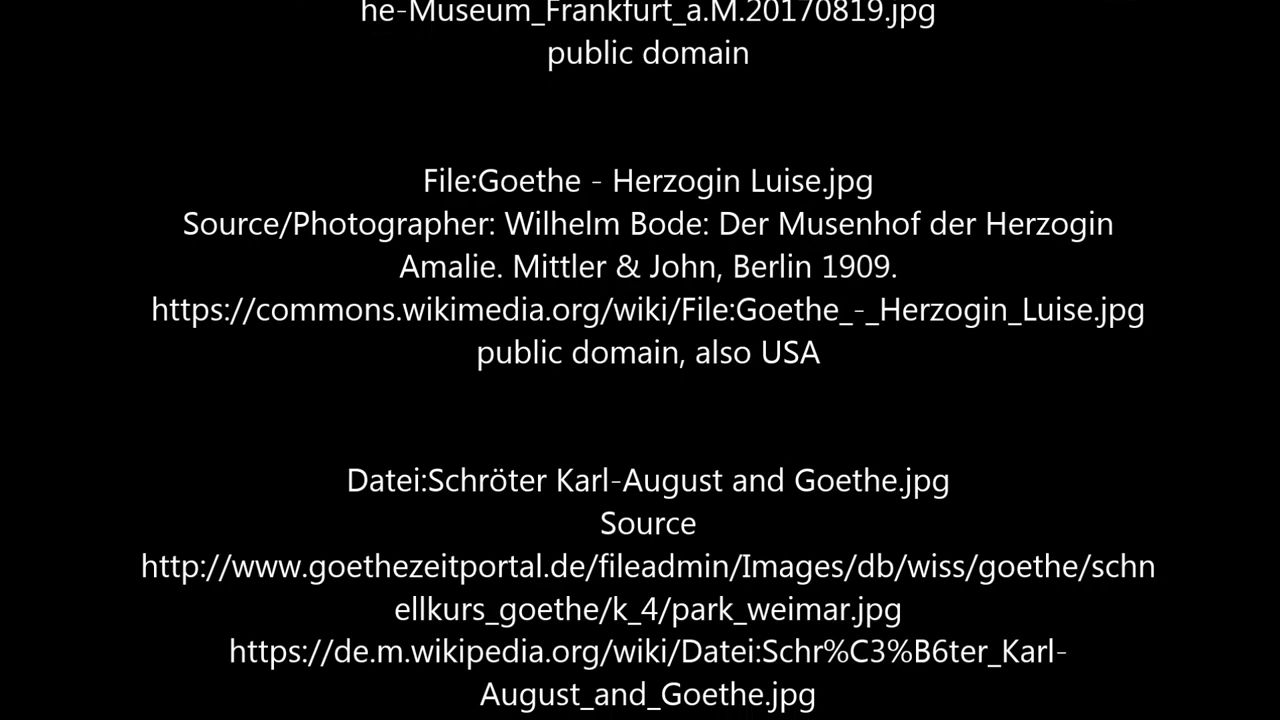 he-Museum_Frankfurt_a.M.20170819.jpg
public domain
File:Goethe - Herzogin Luise.jpg
Source/Photographer: Wilhelm Bode: Der Musenhof der Herzogin
Amalie. Mittler & John, Berlin 1909.
https://commons.wikimedia.org/wiki/File:Goethe_-_Herzogin_Luise.jpg
public domain, also USA
Datei:Schröter Karl-August and Goethe.jpg
Source
http://www.goethezeitportal.de/fileadmin/Images/db/wiss/goethe/schn
ellkurs_goethe/k_4/park_weimar.jpg
https://de.m.wikipedia.org/wiki/Datei:Schr%C3%B6ter_Karl-
August_and_Goethe.jpg